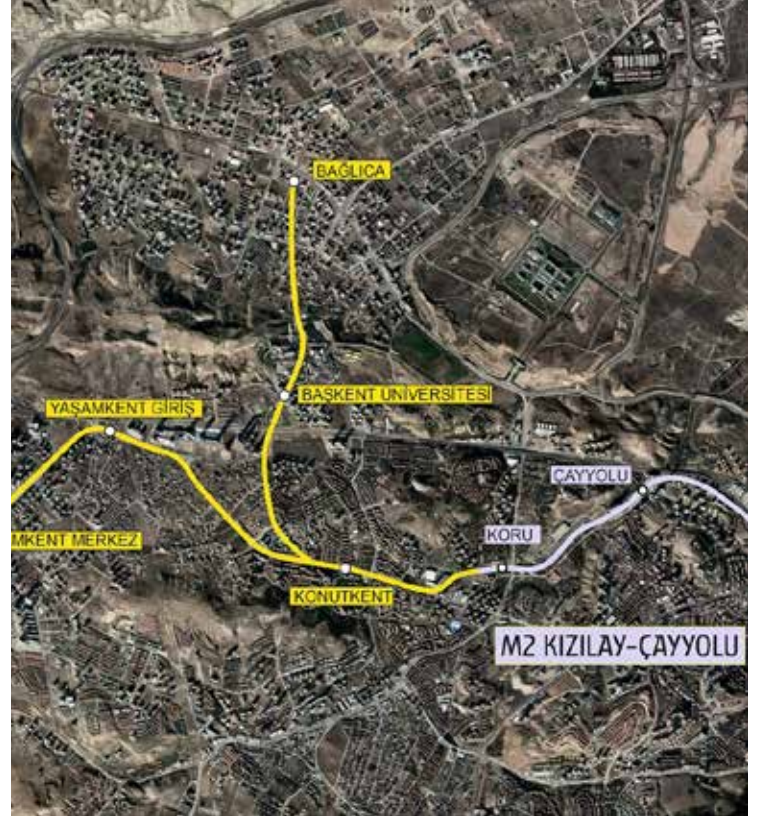 BAĞLICA
BAŞKENT ÜNİVERSİTESİ
YAŞAMKENT GİRİŞ
ÇAYYOLU
KORU
MKENT MERKEZ
KONUTKENT
M2 KIZILAY-ÇAYYOLU